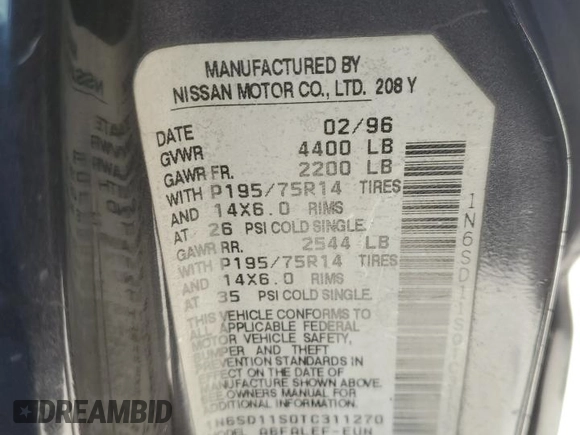 MANUFACTURED BY
NISSAN MOTOR CO., LTD. 208 Y
DATE 02/96
GVWR 4400 LB
GAWR FR. 2200 LB
WITH P195/75R14 TIRES
AND 14X6.0 RIMS
AT 26 PSI COLD SINGLE.
GAWR RR. 2544 LB
WITH P195/75R14 TIRES
AND 14X6.0 RIMS
AT 35 PSI COLD SINGLE.
THIS VEHICLE CONFORMS TO
ALL APPLICABLE FEDERAL
MOTOR VEHICLE SAFETY,
BUMPER AND THEFT
PREVENTION STANDARDS IN
EFFECT ON THE DATE OF
MANUFACTURE SHOWN ABOVE.
REFER TO OWNER'S MANUAL FOR
ADDITIONAL INFORMATION
1N6SD11S0TC311270
DREAMBID
.COM